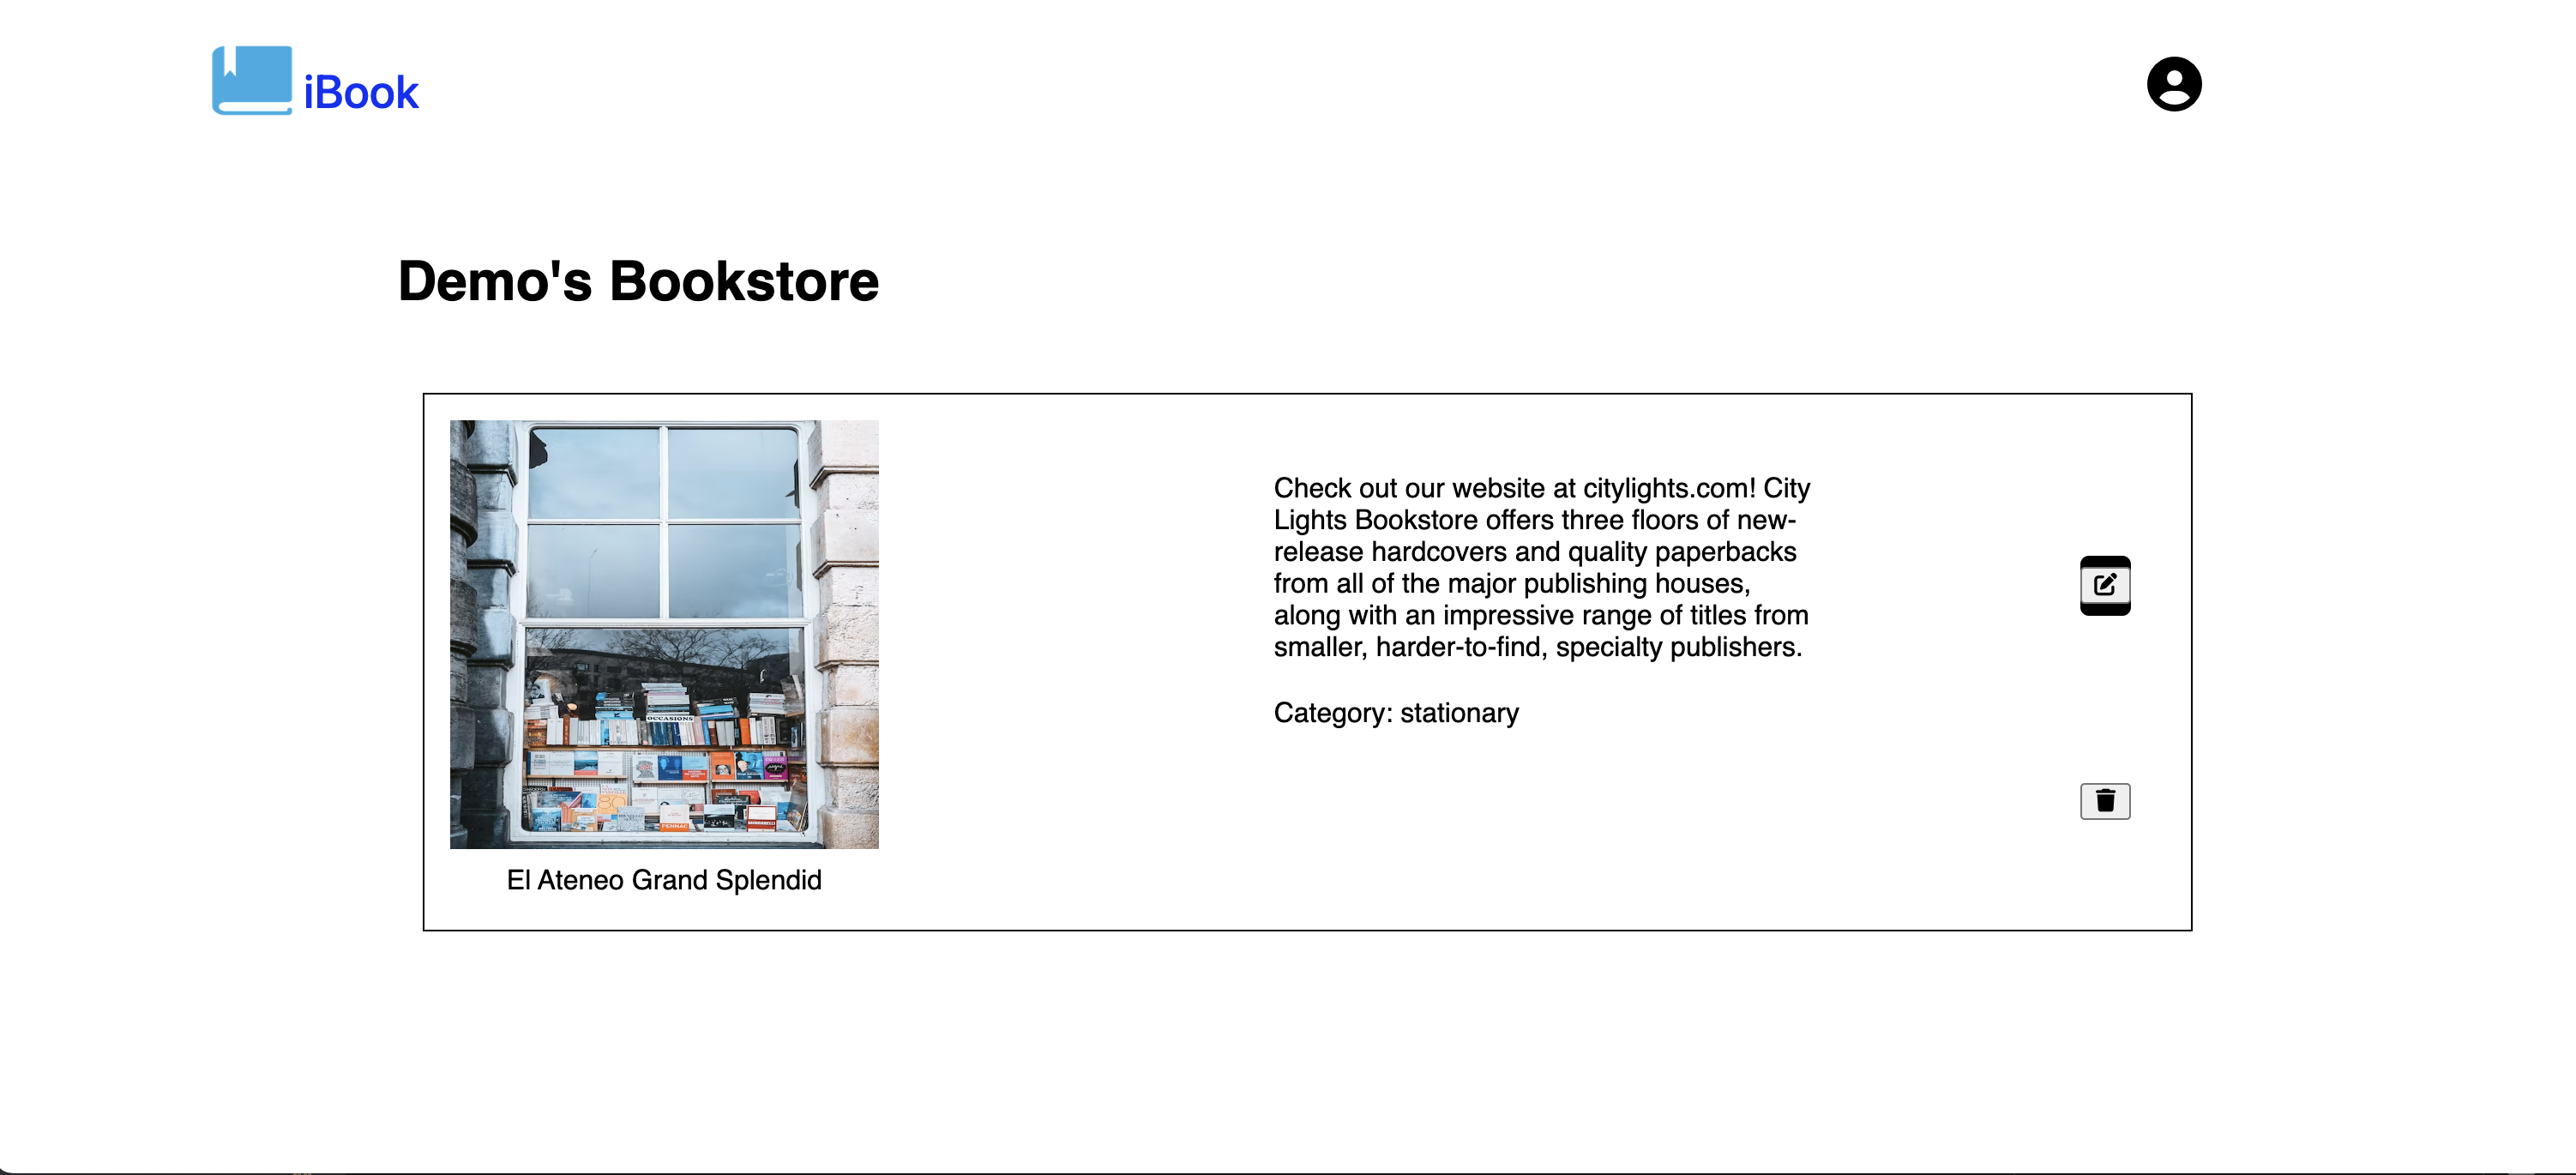 iBook
Demo's Bookstore
OCCASIONS
PENNAC
El Ateneo Grand Splendid
Check out our website at citylights.com! City
Lights Bookstore offers three floors of new-
release hardcovers and quality paperbacks
from all of the major publishing houses,
along with an impressive range of titles from
smaller, harder-to-find, specialty publishers.
Category: stationary